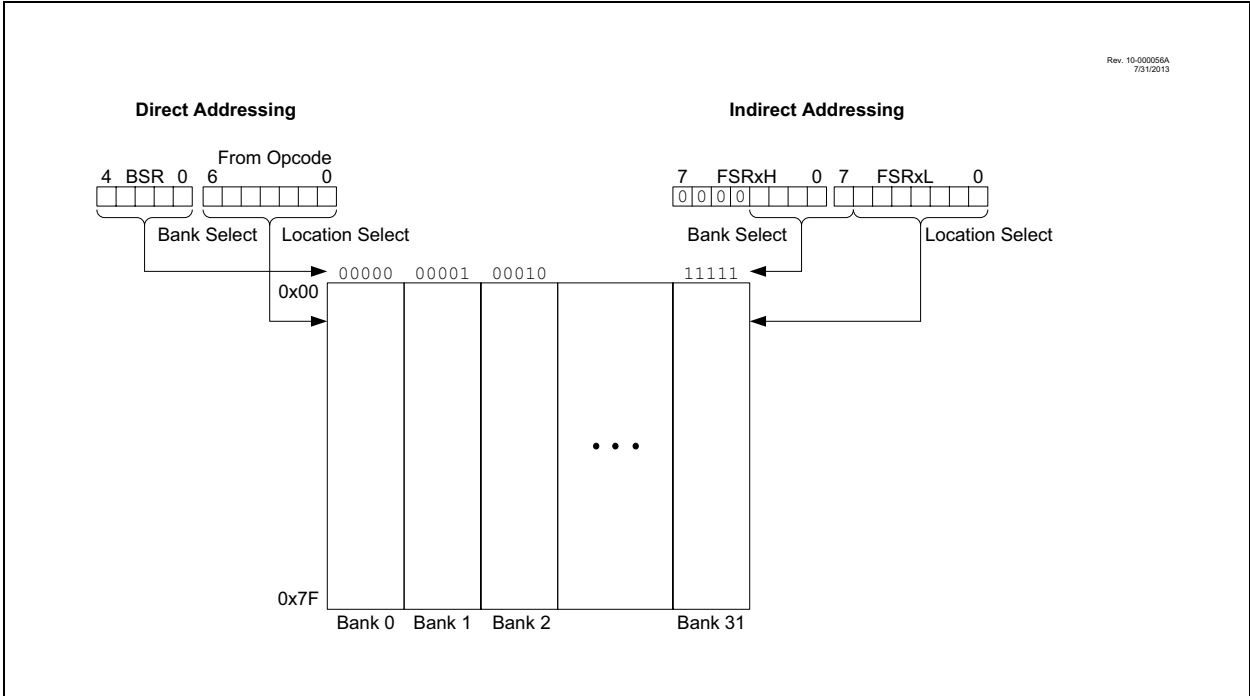 Rev. 10-000056A
7/31/2013
Direct Addressing
Indirect Addressing
From Opcode
4 BSR 0 6 0
7 FSRxH 0 7 FSRxL 0
0 0 0 0
Bank Select Location Select
Bank Select Location Select
00000 00001 00010 11111
0x00
0x7F
Bank 0 Bank 1 Bank 2 Bank 31